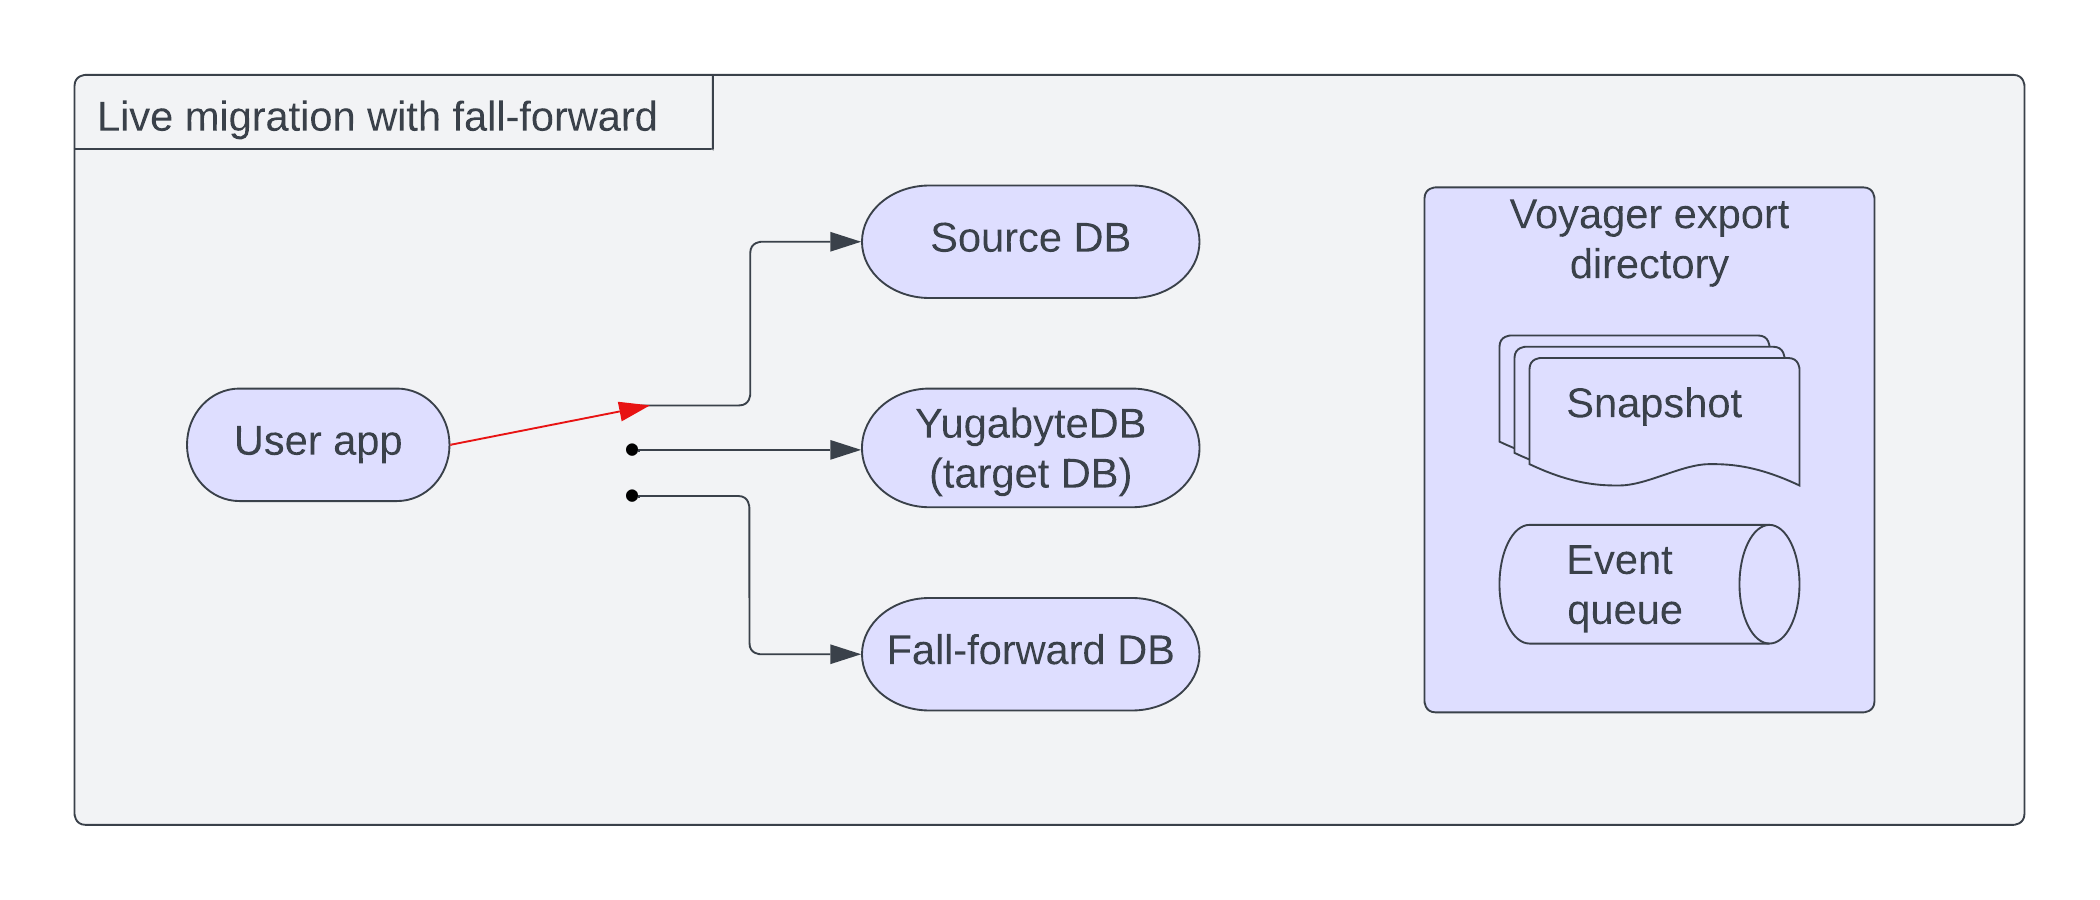 Live migration with fall-forward
Source DB
User app
YugabyteDB
(target DB)
Fall-forward DB
Voyager export
directory
Snapshot
Event
queue